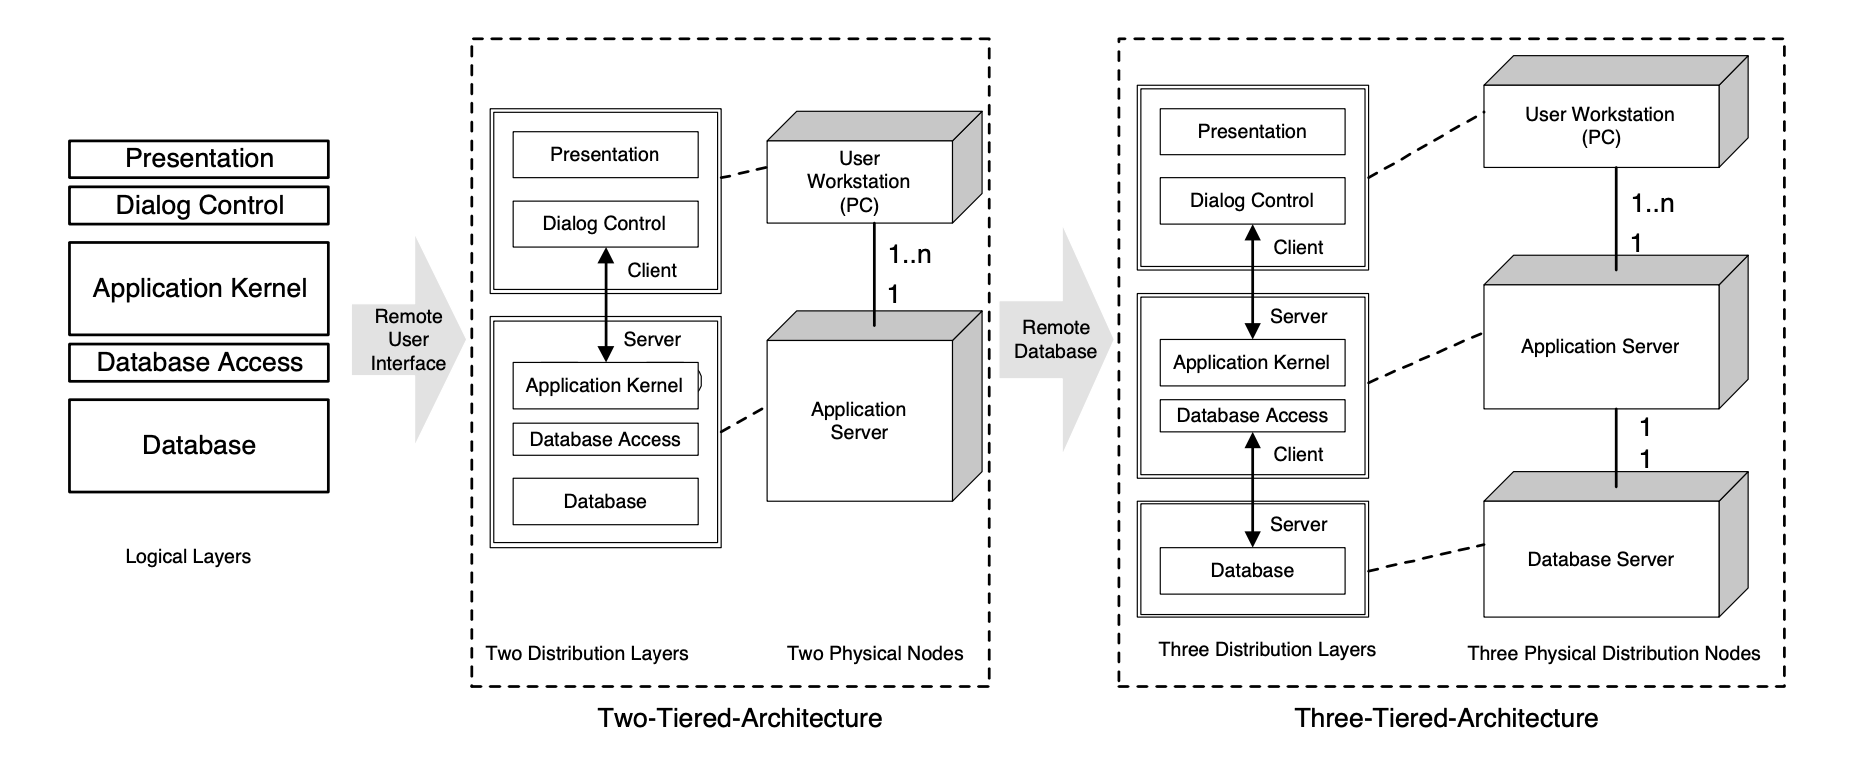 Presentation
Dialog Control
Application Kernel
Database Access
Database
Logical Layers
Remote
User
Interface
Presentation
Dialog Control
Client
Server
Application Kernel
Database Access
Database
Two Distribution Layers
User
Workstation
(PC)
1..n
1
Application
Server
Two Physical Nodes
Two-Tiered-Architecture
Remote
Database
Presentation
Dialog Control
Client
Server
Application Kernel
Database Access
Client
Server
Database
Three Distribution Layers
User Workstation
(PC)
1..n
1
Application Server
1
1
Database Server
Three Physical Distribution Nodes
Three-Tiered-Architecture